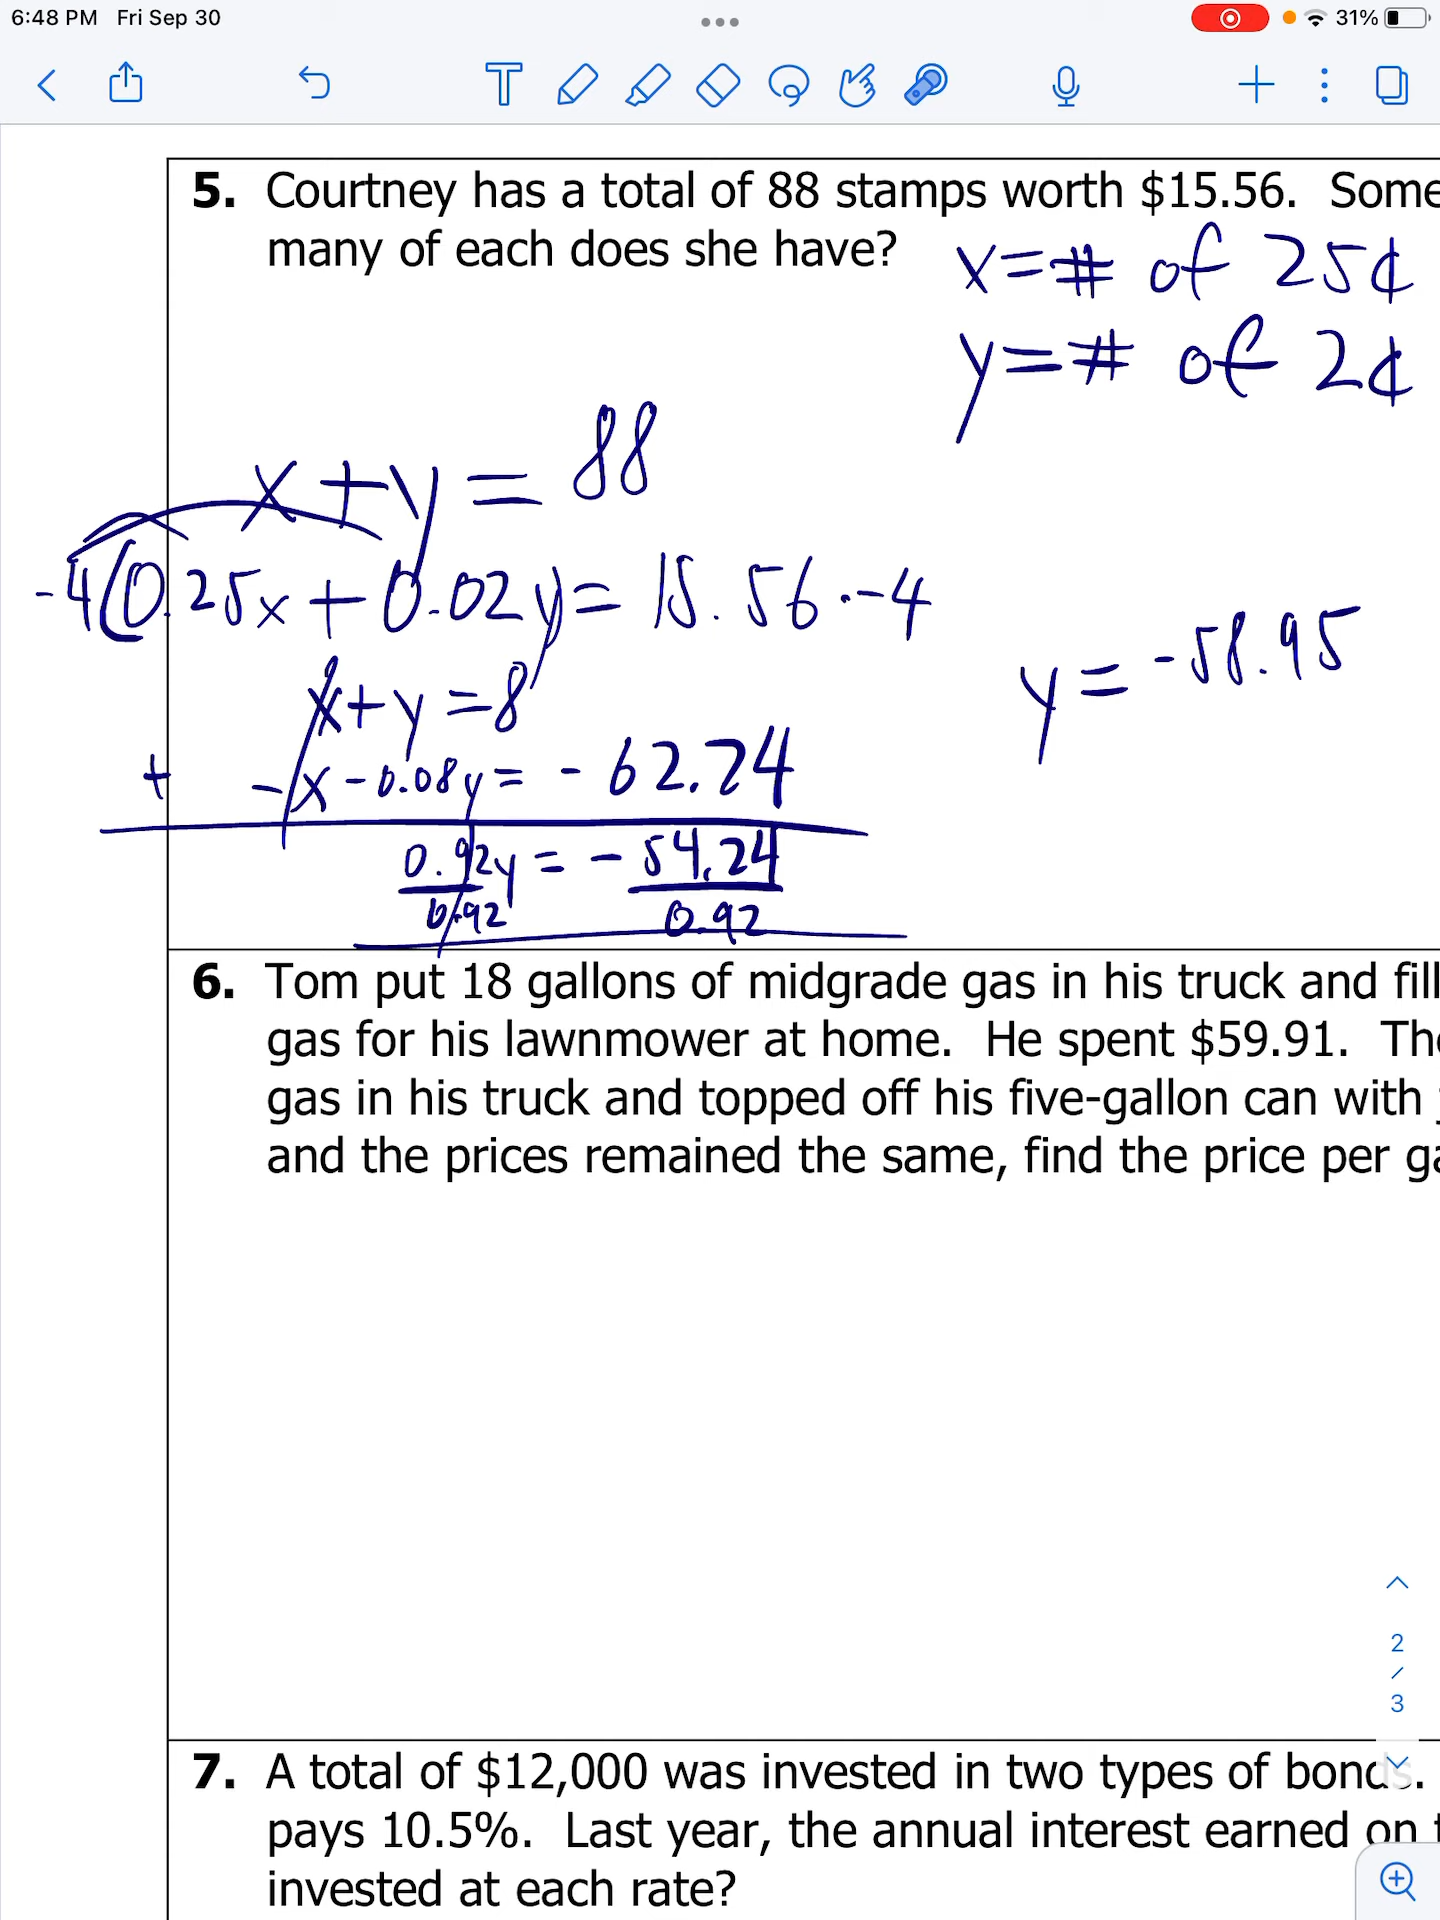 6:48 PM Fri Sep 30
31%
5. Courtney has a total of 88 stamps worth $15.56. Some
many of each does she have?
x = # of 25¢
y = # of 2¢
x + y = 88
-4(0.25x + 0.02y = 15.56 · -4
x + y = 8
y = -58.95
+ -x - 0.08y = -62.24
0.92y = -54.24
0.92 0.92
6. Tom put 18 gallons of midgrade gas in his truck and fill
gas for his lawnmower at home. He spent $59.91. The
gas in his truck and topped off his five-gallon can with
and the prices remained the same, find the price per ga
2
/
3
7. A total of $12,000 was invested in two types of bonds.
pays 10.5%. Last year, the annual interest earned on t
invested at each rate?